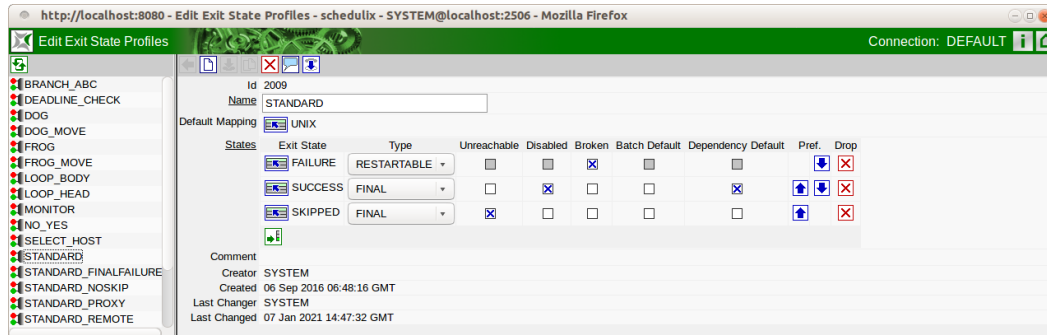 http://localhost:8080 - Edit Exit State Profiles - schedulix - SYSTEM@localhost:2506 - Mozilla Firefox
Edit Exit State Profiles
Connection: DEFAULT
BRANCH_ABC
DEADLINE_CHECK
DOG
DOG_MOVE
FROG
FROG_MOVE
LOOP_BODY
LOOP_HEAD
MONITOR
NO_YES
SELECT_HOST
STANDARD
STANDARD_FINALFAILURE
STANDARD_NOSKIP
STANDARD_PROXY
STANDARD_REMOTE
Id 2009
Name STANDARD
Default Mapping UNIX
States Exit State Type Unreachable Disabled Broken Batch Default Dependency Default Pref. Drop
FAILURE RESTARTABLE
SUCCESS FINAL
SKIPPED FINAL
Comment
Creator SYSTEM
Created 06 Sep 2016 06:48:16 GMT
Last Changer SYSTEM
Last Changed 07 Jan 2021 14:47:32 GMT